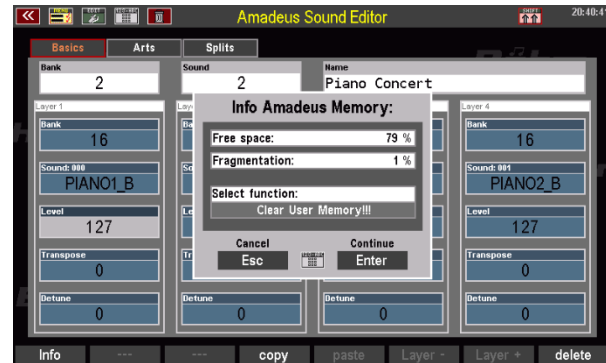 MENU
EDIT
Amadeus Sound Editor
SHIFT
20:40:4
Basics Arts Splits
Bank
2
Sound
2
Name
Piano Concert
Layer 1
Bank
16
Sound: 000
PIANO1_B
Level
127
Transpose
0
Detune
0
Info Amadeus Memory:
Free space: 79 %
Fragmentation: 1 %
Select function:
Clear User Memory!!!
Cancel
Esc
Continue
Enter
Detune
0
Detune
0
Layer 4
Bank
16
Sound: 001
PIANO2_B
Level
127
Transpose
0
Detune
0
Info --- --- copy paste Layer - Layer + delete